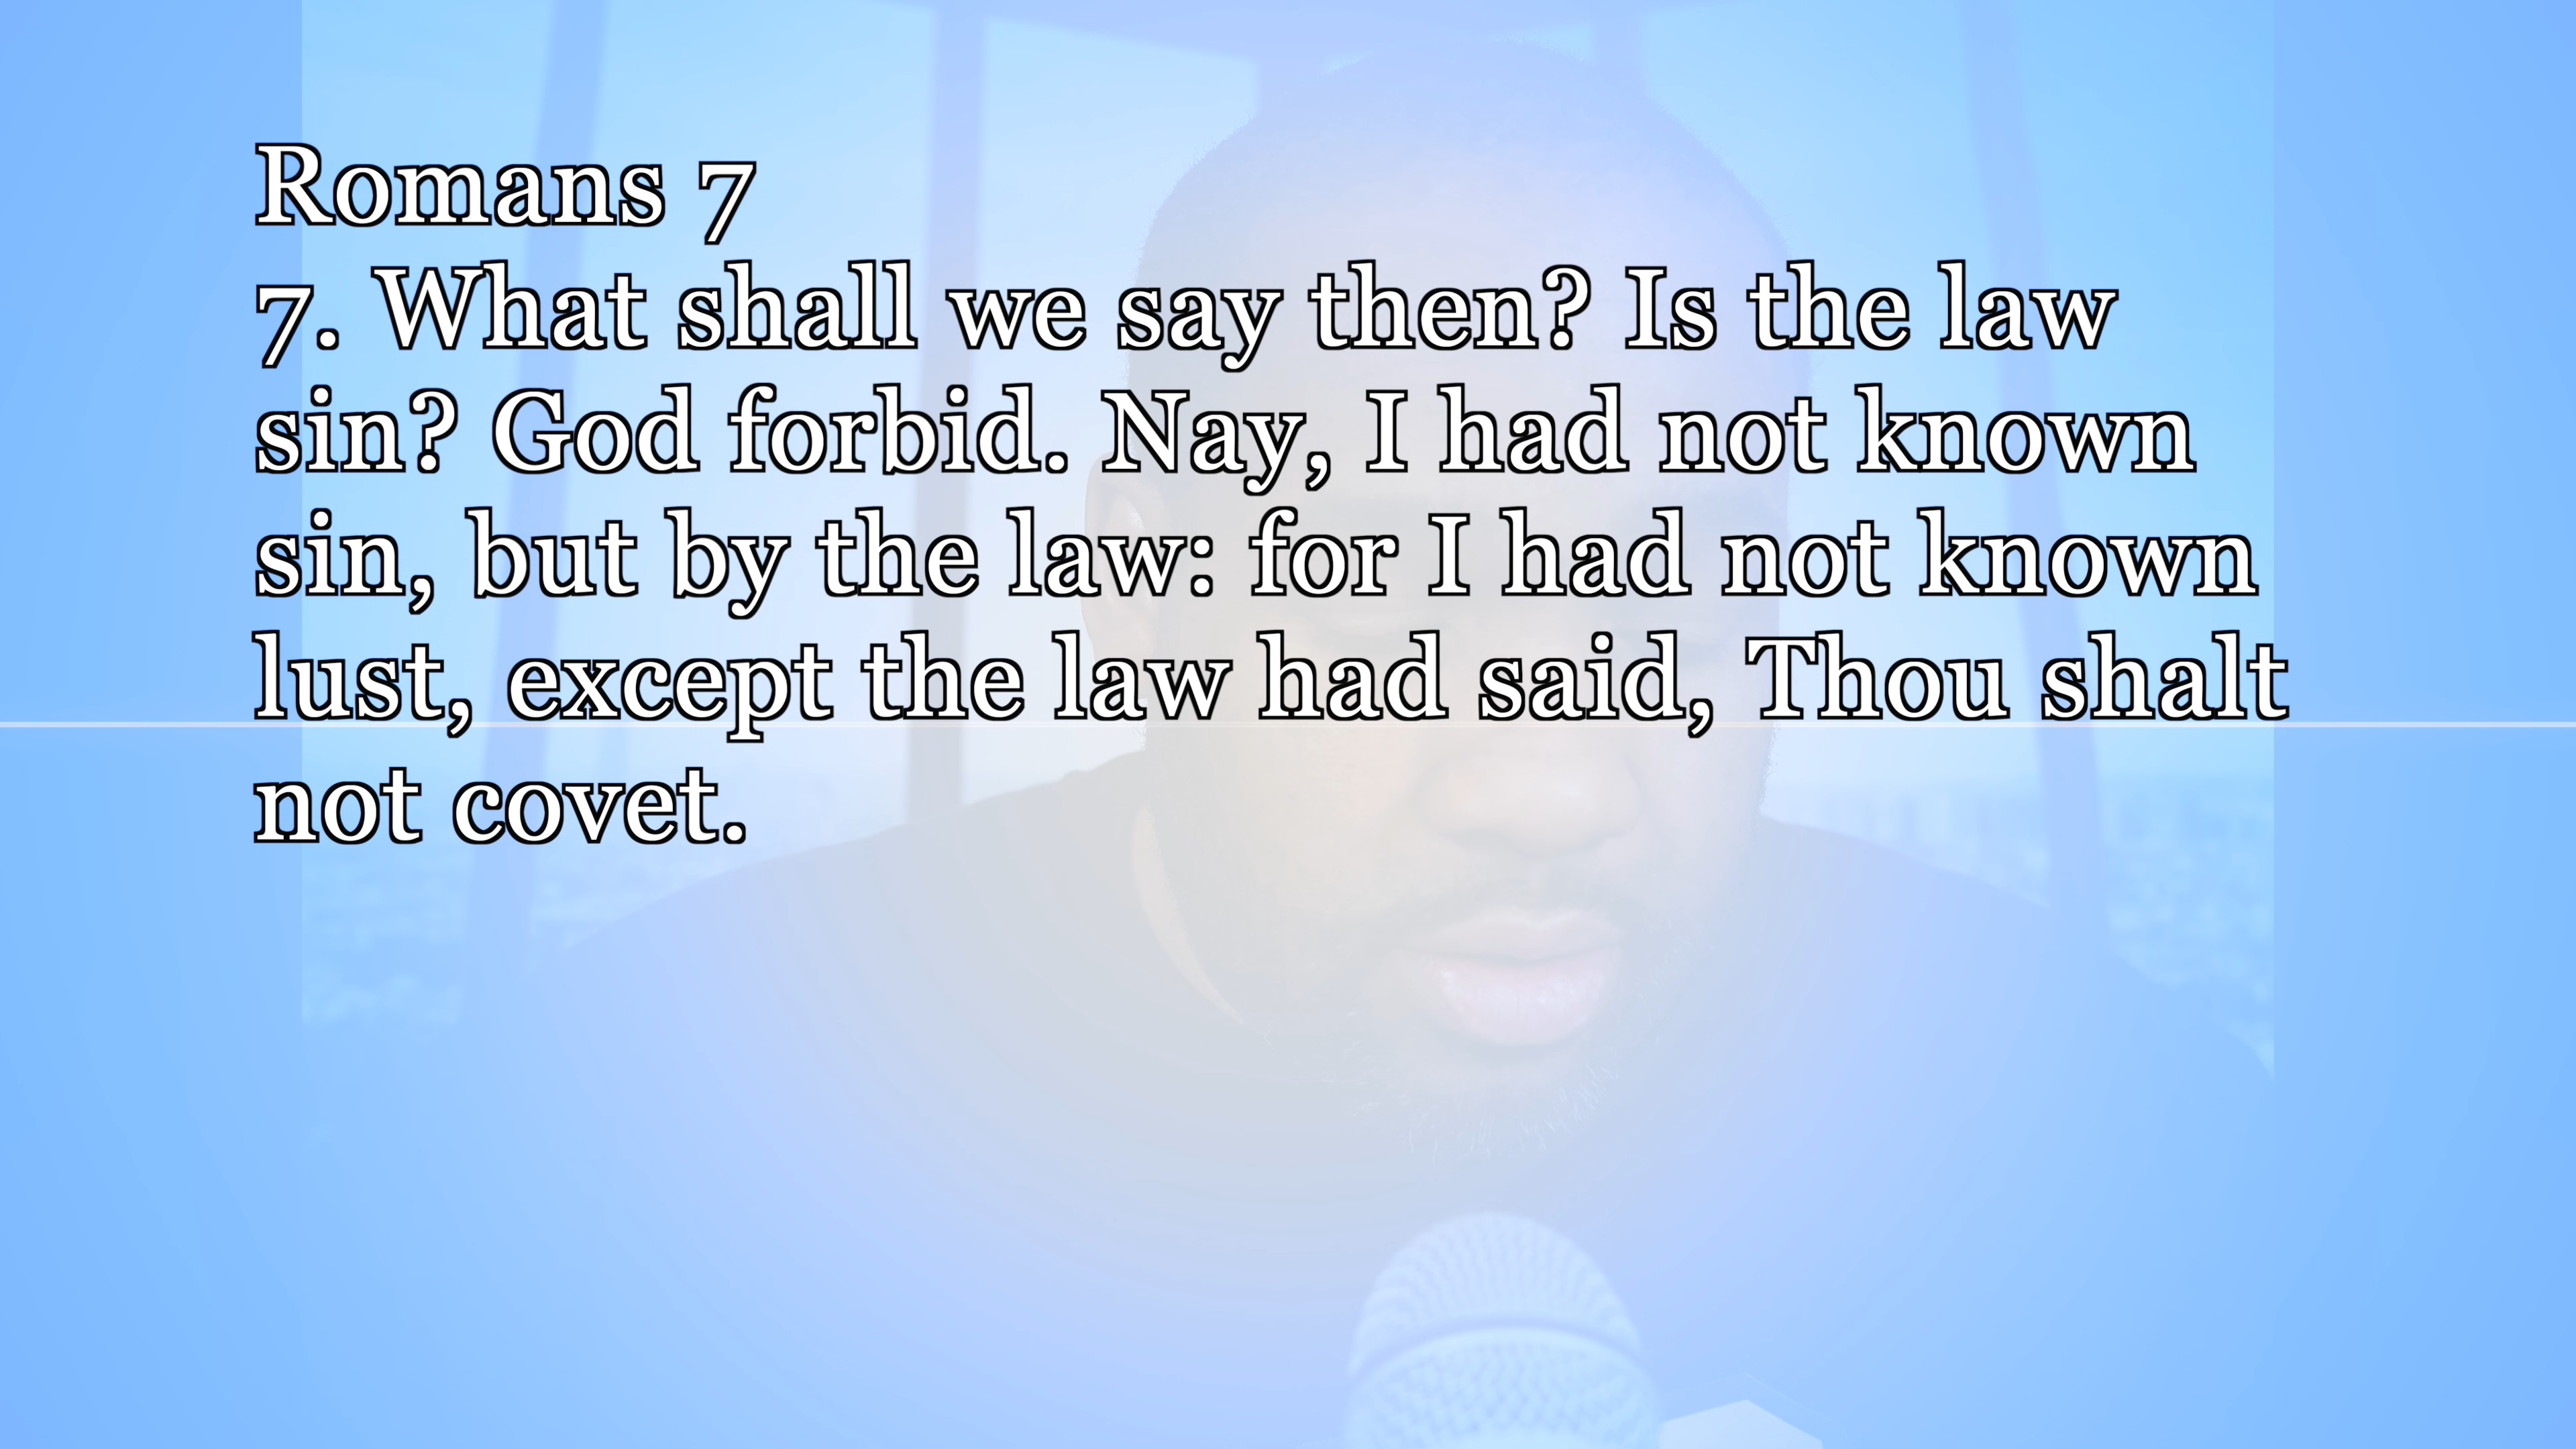 Romans 7
7. What shall we say then? Is the law
sin? God forbid. Nay, I had not known
sin, but by the law: for I had not known
lust, except the law had said, Thou shalt
not covet.